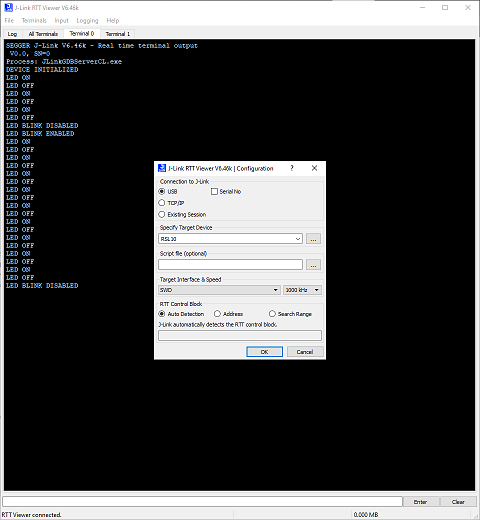 J-Link RTT Viewer V6.46k
File Terminals Input Logging Help
Log All Terminals Terminal 0 Terminal 1
SEGGER J-Link V6.46k - Real time terminal output
V0.0, SN=0
Process: JLinkGDBServerCL.exe
DEVICE INITIALIZED
LED ON
LED OFF
LED ON
LED OFF
LED ON
LED OFF
LED BLINK DISABLED
LED BLINK ENABLED
LED ON
LED OFF
LED ON
LED OFF
LED ON
LED OFF
LED ON
LED OFF
LED ON
LED OFF
LED ON
LED OFF
LED ON
LED OFF
LED ON
LED OFF
LED ON
LED OFF
LED BLINK DISABLED
J-Link RTT Viewer V6.46k | Configuration ?
Connection to J-Link
USB Serial No
TCP/IP
Existing Session
Specify Target Device
RSL10 ...
Script file (optional)
...
Target Interface & Speed
SWD 1000 kHz
RTT Control Block
Auto Detection Address Search Range
J-Link automatically detects the RTT control block.
OK Cancel
Enter Clear
RTT Viewer connected. 0.000 MB